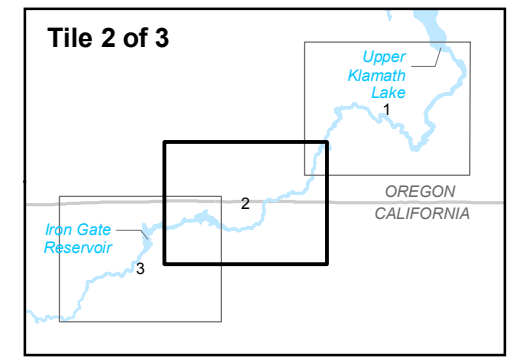 Tile 2 of 3
Upper
Klamath
Lake
1
OREGON
2
CALIFORNIA
Iron Gate
Reservoir
3